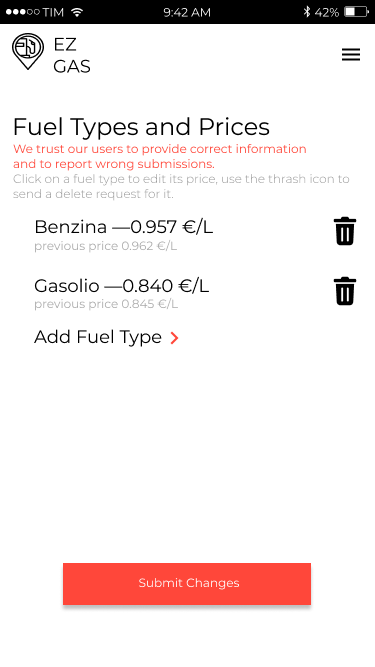 TIM 9:42 AM 42%
EZ
GAS
Fuel Types and Prices
We trust our users to provide correct information
and to report wrong submissions.
Click on a fuel type to edit its price, use the thrash icon to
send a delete request for it.
Benzina —0.957 €/L
previous price 0.962 €/L
Gasolio —0.840 €/L
previous price 0.845 €/L
Add Fuel Type
Submit Changes